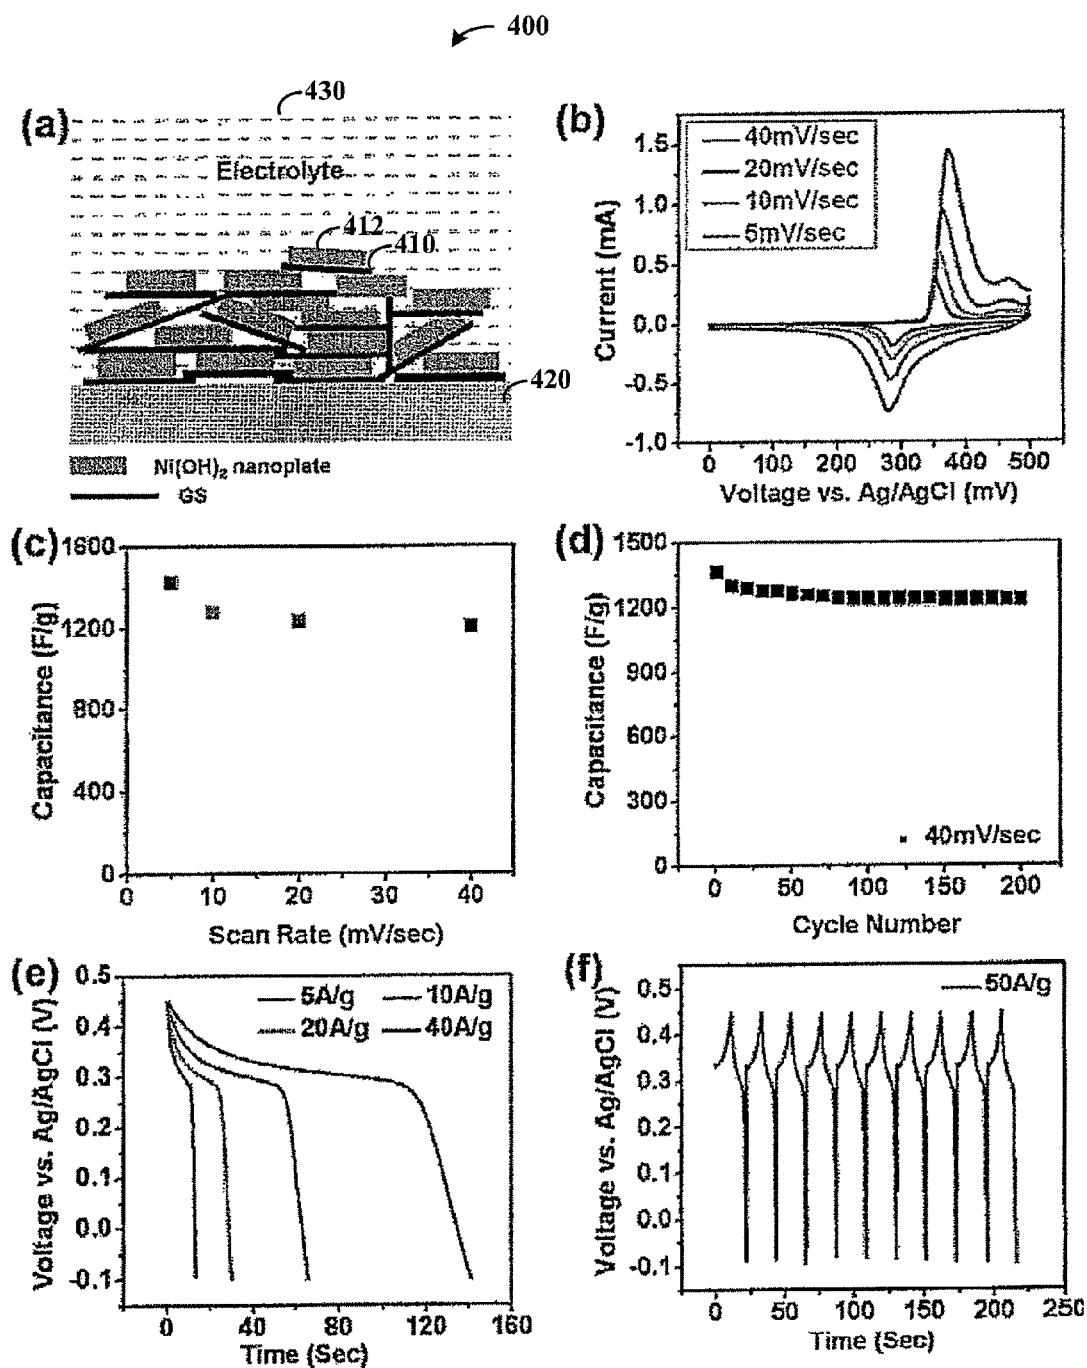 400
(a)
430
Electrolyte
412
410
420
Ni(OH)₂ nanoplate
GS
(b)
40mV/sec
20mV/sec
10mV/sec
5mV/sec
Current (mA)
1.5
1.0
0.5
0.0
-0.5
-1.0
0 100 200 300 400 500
Voltage vs. Ag/AgCl (mV)
(c)
Capacitance (F/g)
1600
1200
800
400
0
0 10 20 30 40
Scan Rate (mV/sec)
(d)
Capacitance (F/g)
1500
1200
900
600
300
0
40mV/sec
0 50 100 150 200
Cycle Number
(e)
Voltage vs. Ag/AgCl (V)
0.5
0.4
0.3
0.2
0.1
0.0
-0.1
5A/g 10A/g
20A/g 40A/g
0 40 80 120 160
Time (Sec)
(f)
Voltage vs. Ag/AgCl (V)
0.5
0.4
0.3
0.2
0.1
0.0
-0.1
50A/g
0 50 100 150 200 250
Time (Sec)